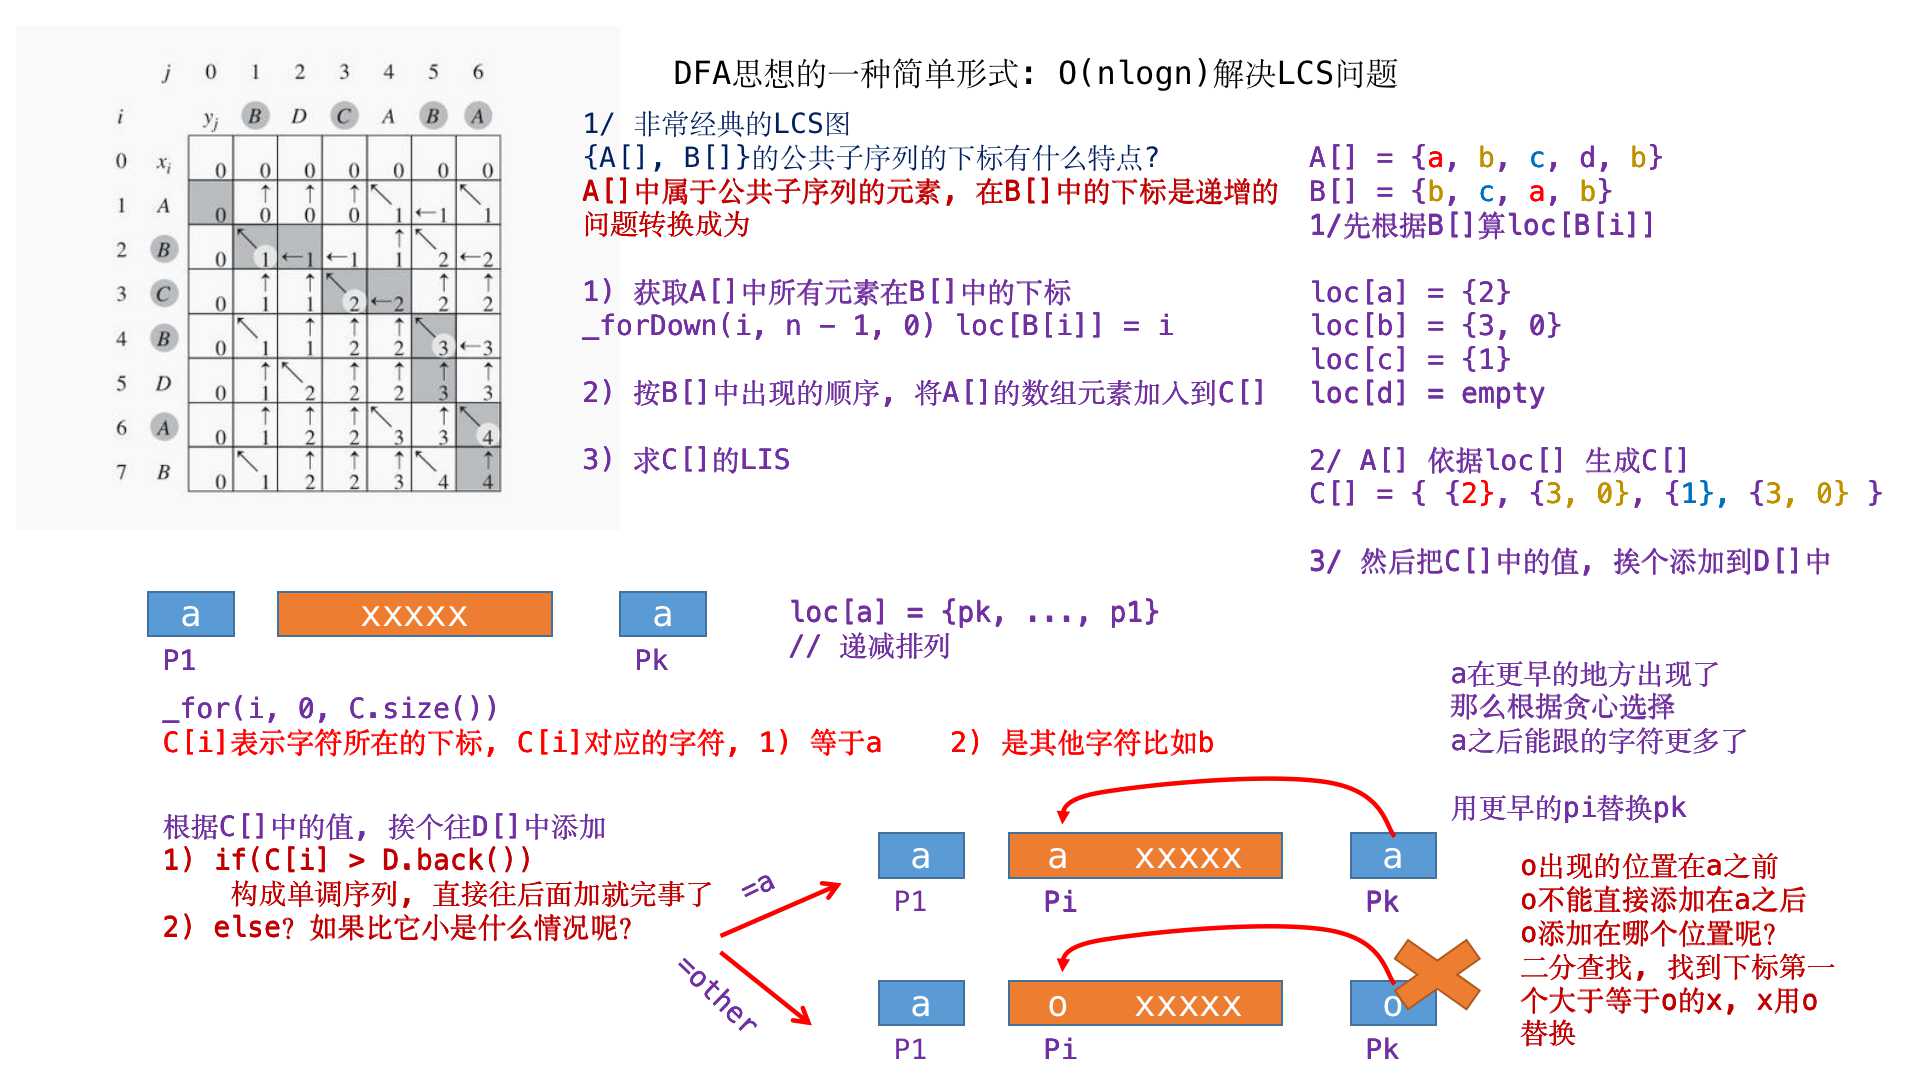 DFA思想的一种简单形式: O(nlogn)解决LCS问题
j 0 1 2 3 4 5 6
i yj B D C A B A
0 xi 0 0 0 0 0 0 0
1 A 0 ↑0 ↑0 ↑0 ↖1 ←1 ↖1
2 B 0 ↖1 ←1 ←1 ↑1 ↖2 ←2
3 C 0 ↑1 ↑1 ↖2 ←2 ↑2 ↑2
4 B 0 ↖1 ↑1 ↑2 ↑2 ↖3 ←3
5 D 0 ↑1 ↖2 ↑2 ↑2 ↑3 ↑3
6 A 0 ↑1 ↑2 ↑2 ↖3 ↑3 ↖4
7 B 0 ↖1 ↑2 ↑2 ↑3 ↖4 ↑4
1/ 非常经典的LCS图
{A[], B[]}的公共子序列的下标有什么特点?
A[]中属于公共子序列的元素, 在B[]中的下标是递增的
问题转换成为
1) 获取A[]中所有元素在B[]中的下标
_forDown(i, n - 1, 0) loc[B[i]] = i
2) 按B[]中出现的顺序, 将A[]的数组元素加入到C[]
3) 求C[]的LIS
A[] = {a, b, c, d, b}
B[] = {b, c, a, b}
1/先根据B[]算loc[B[i]]
loc[a] = {2}
loc[b] = {3, 0}
loc[c] = {1}
loc[d] = empty
2/ A[] 依据loc[] 生成C[]
C[] = { {2}, {3, 0}, {1}, {3, 0} }
3/ 然后把C[]中的值, 挨个添加到D[]中
a xxxxx a
P1 Pk
loc[a] = {pk, ..., p1}
// 递减排列
_for(i, 0, C.size())
C[i]表示字符所在的下标, C[i]对应的字符, 1) 等于a 2) 是其他字符比如b
根据C[]中的值, 挨个往D[]中添加
1) if(C[i] > D.back())
构成单调序列, 直接往后面加就完事了
2) else? 如果比它小是什么情况呢?
=a
=other
a a xxxxx a
P1 Pi Pk
a o xxxxx o
P1 Pi Pk
a在更早的地方出现了
那么根据贪心选择
a之后能跟的字符更多了
用更早的pi替换pk
o出现的位置在a之前
o不能直接添加在a之后
o添加在哪个位置呢?
二分查找, 找到下标第一
个大于等于o的x, x用o
替换